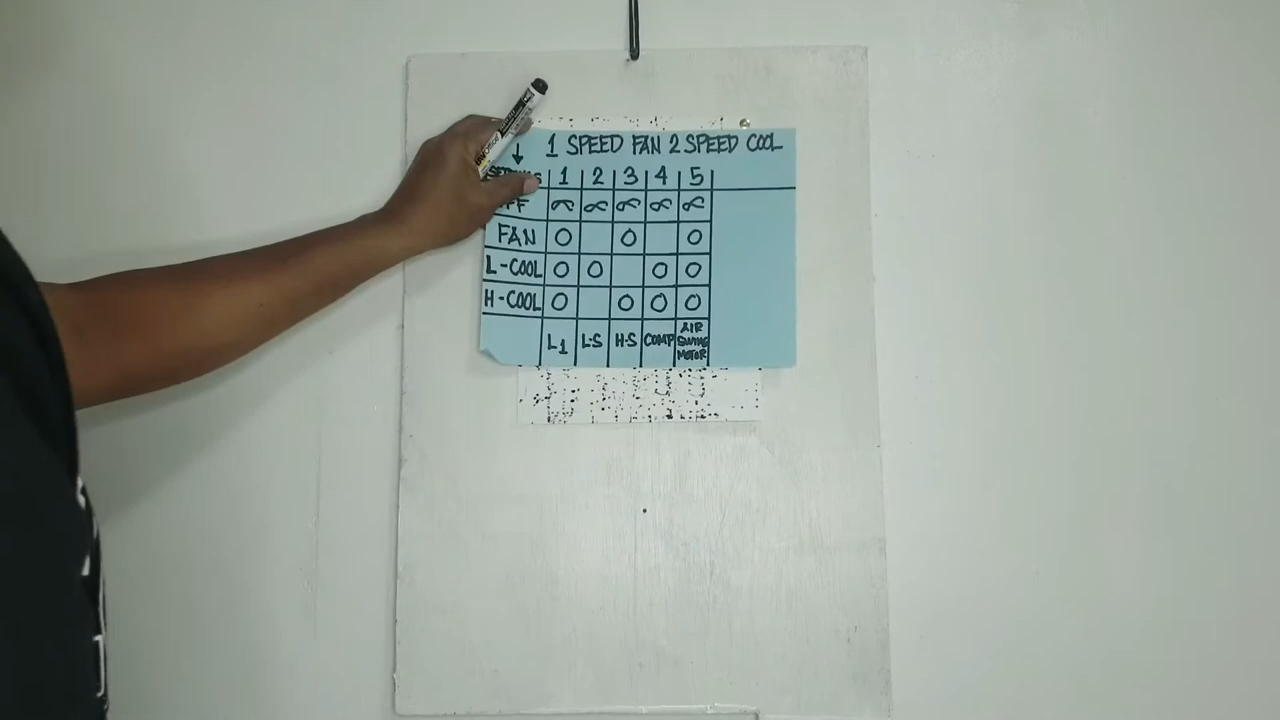 1 SPEED FAN 2 SPEED COOL
1 2 3 4 5
OFF ∞ ∞ ∞ ∞ ∞
FAN O O O
L-COOL O O O O
H-COOL O O O O
L1 L-S H-S COMP AIR SWING MOTOR